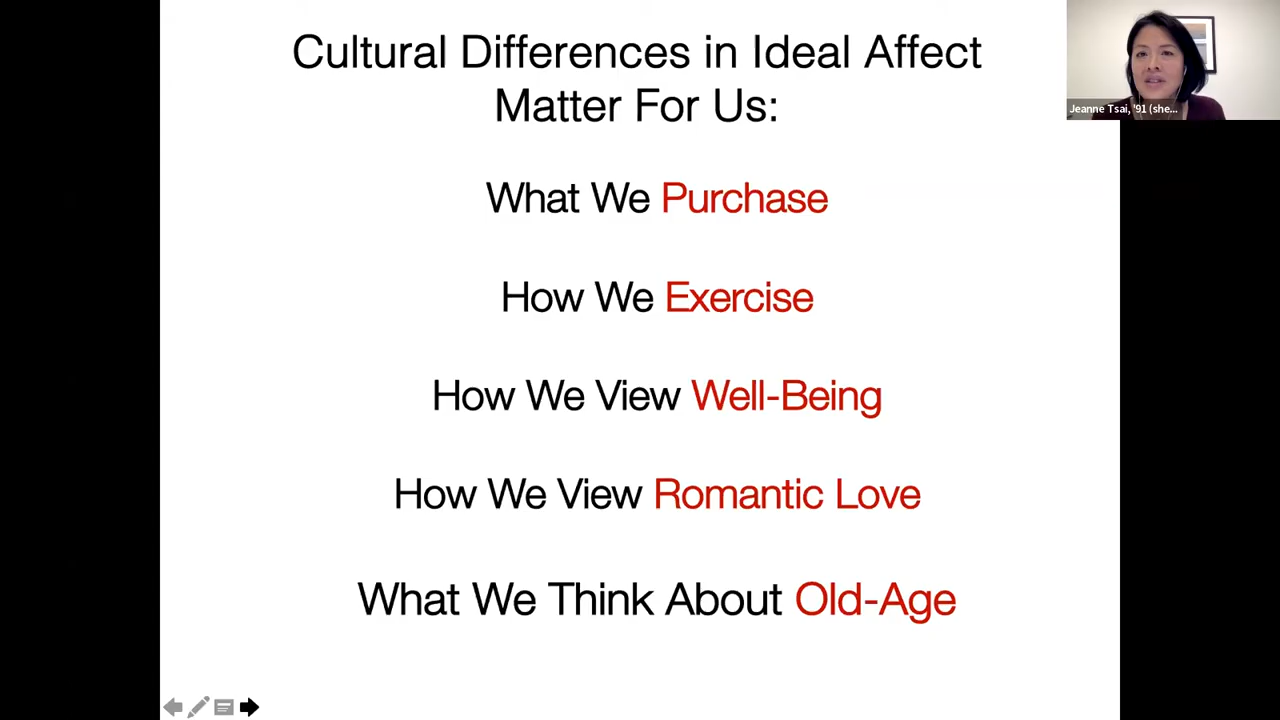 Cultural Differences in Ideal Affect
Matter For Us:
Jeanne Tsai, '91 (she...
What We Purchase
How We Exercise
How We View Well-Being
How We View Romantic Love
What We Think About Old-Age